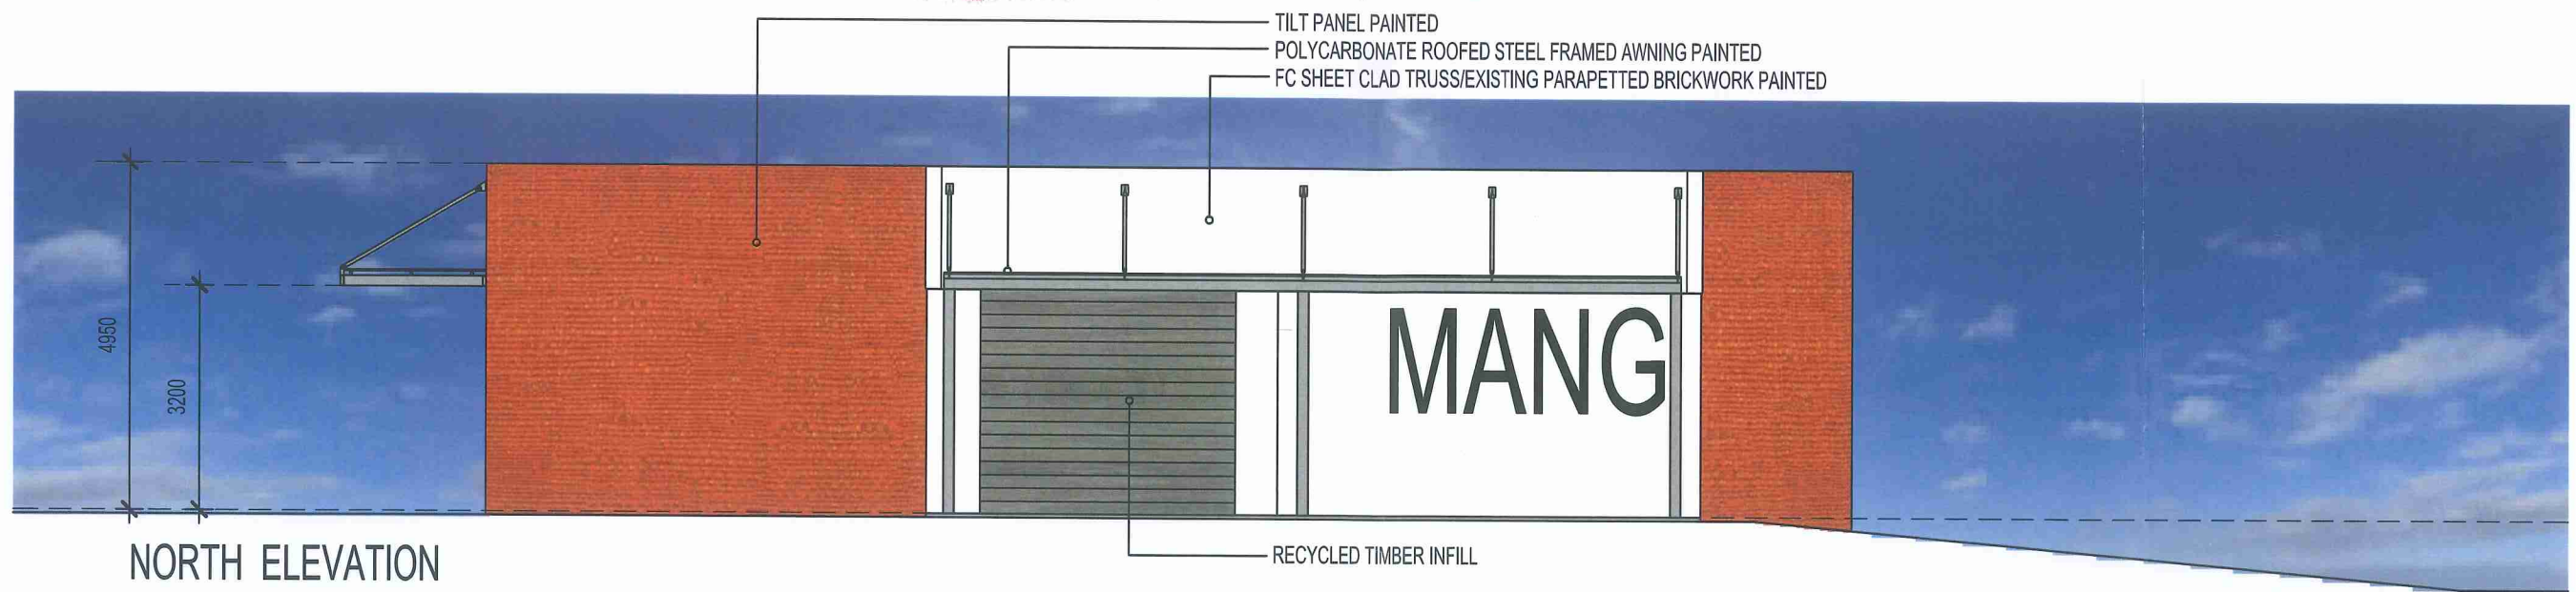 TILT PANEL PAINTED
POLYCARBONATE ROOFED STEEL FRAMED AWNING PAINTED
FC SHEET CLAD TRUSS/EXISTING PARAPETTED BRICKWORK PAINTED
4950
3200
MANG
RECYCLED TIMBER INFILL
NORTH ELEVATION